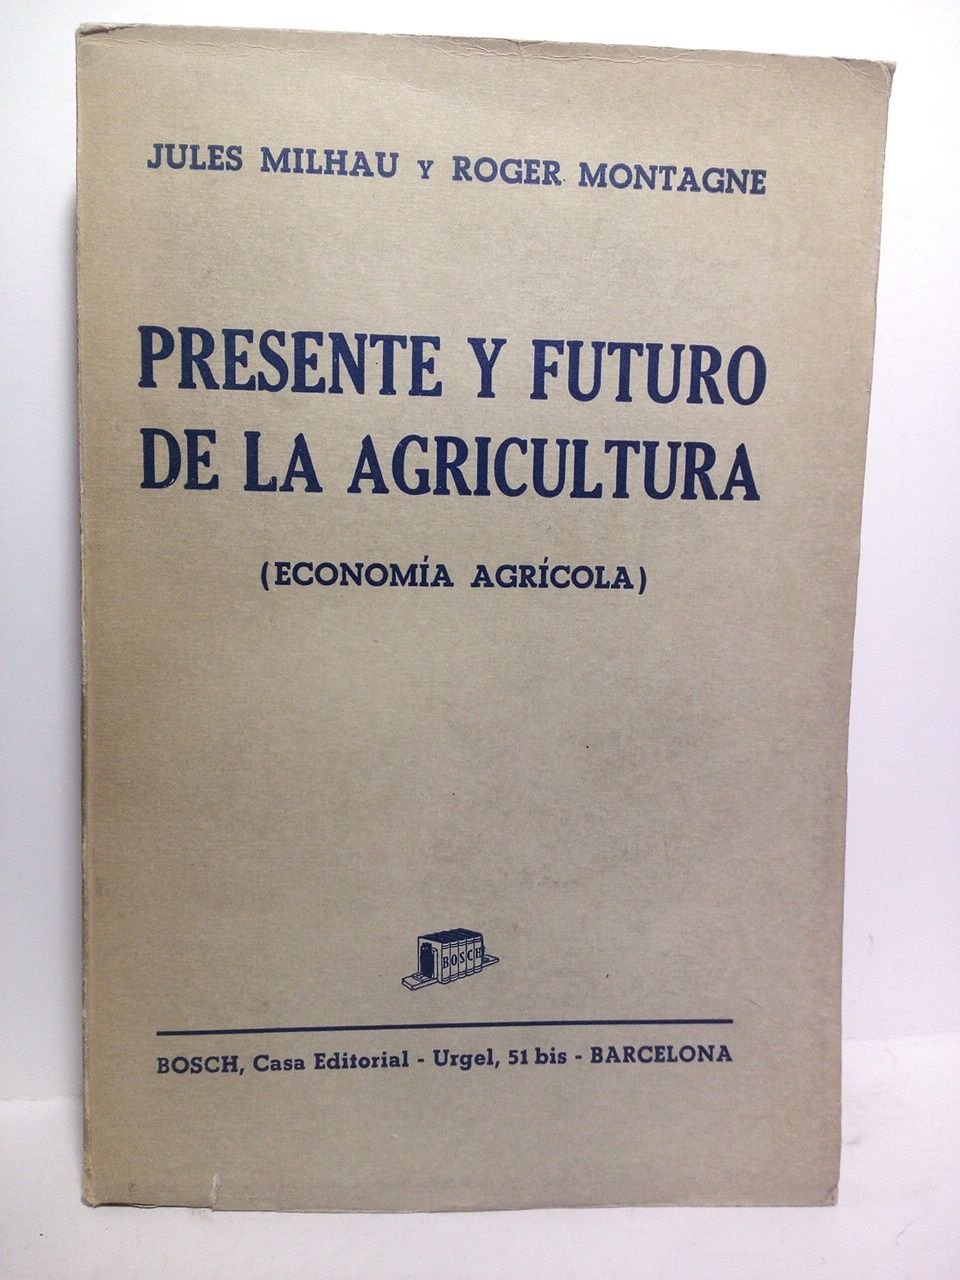 JULES MILHAU Y ROGER MONTAGNE
PRESENTE Y FUTURO
DE LA AGRICULTURA
(ECONOMÍA AGRÍCOLA)
BOSCH
BOSCH, Casa Editorial - Urgel, 51 bis - BARCELONA